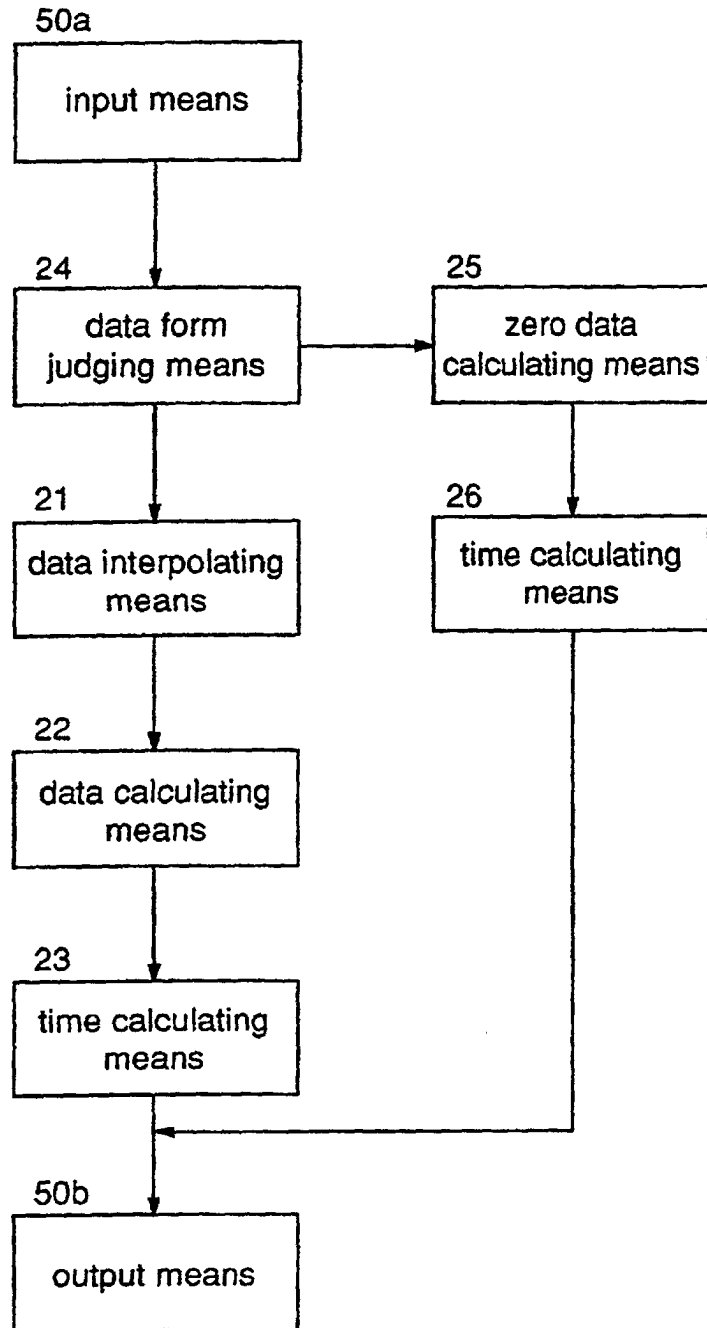 50a
input means
24
data form
judging means
25
zero data
calculating means
21
data interpolating
means
26
time calculating
means
22
data calculating
means
23
time calculating
means
50b
output means